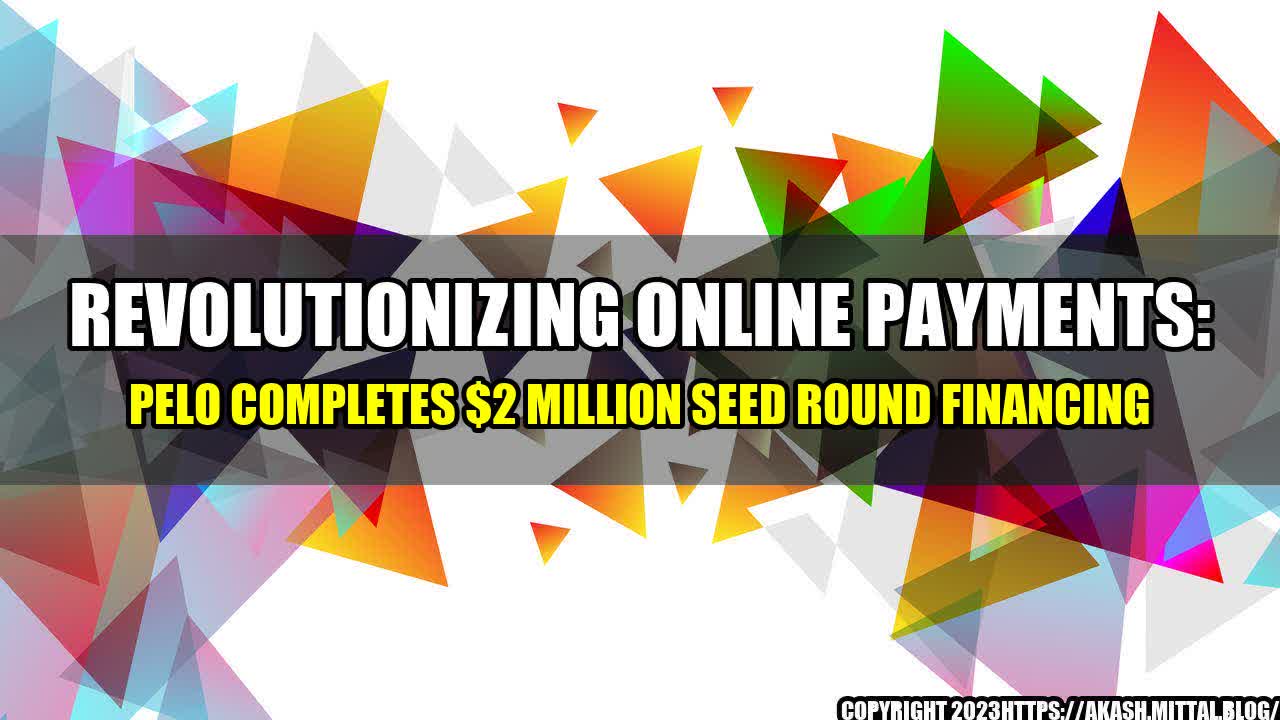 REVOLUTIONIZING ONLINE PAYMENTS:
PELO COMPLETES $2 MILLION SEED ROUND FINANCING
COPYRIGHT 2023HTTPS://AKASH.MITTAL.BLOG/